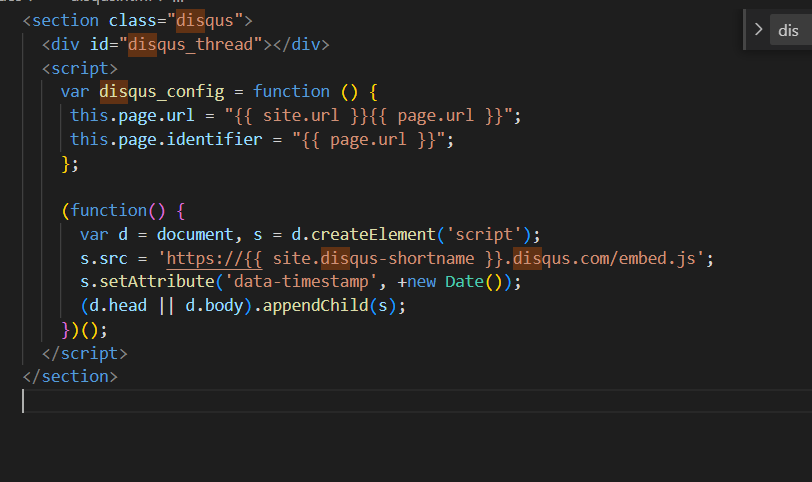 <section class="disqus">
<div id="disqus_thread"></div>
<script>
var disqus_config = function () {
this.page.url = "{{ site.url }}{{ page.url }}";
this.page.identifier = "{{ page.url }}";
};
(function() {
var d = document, s = d.createElement('script');
s.src = 'https://{{ site.disqus-shortname }}.disqus.com/embed.js';
s.setAttribute('data-timestamp', +new Date());
(d.head || d.body).appendChild(s);
})();
</script>
</section>
> dis